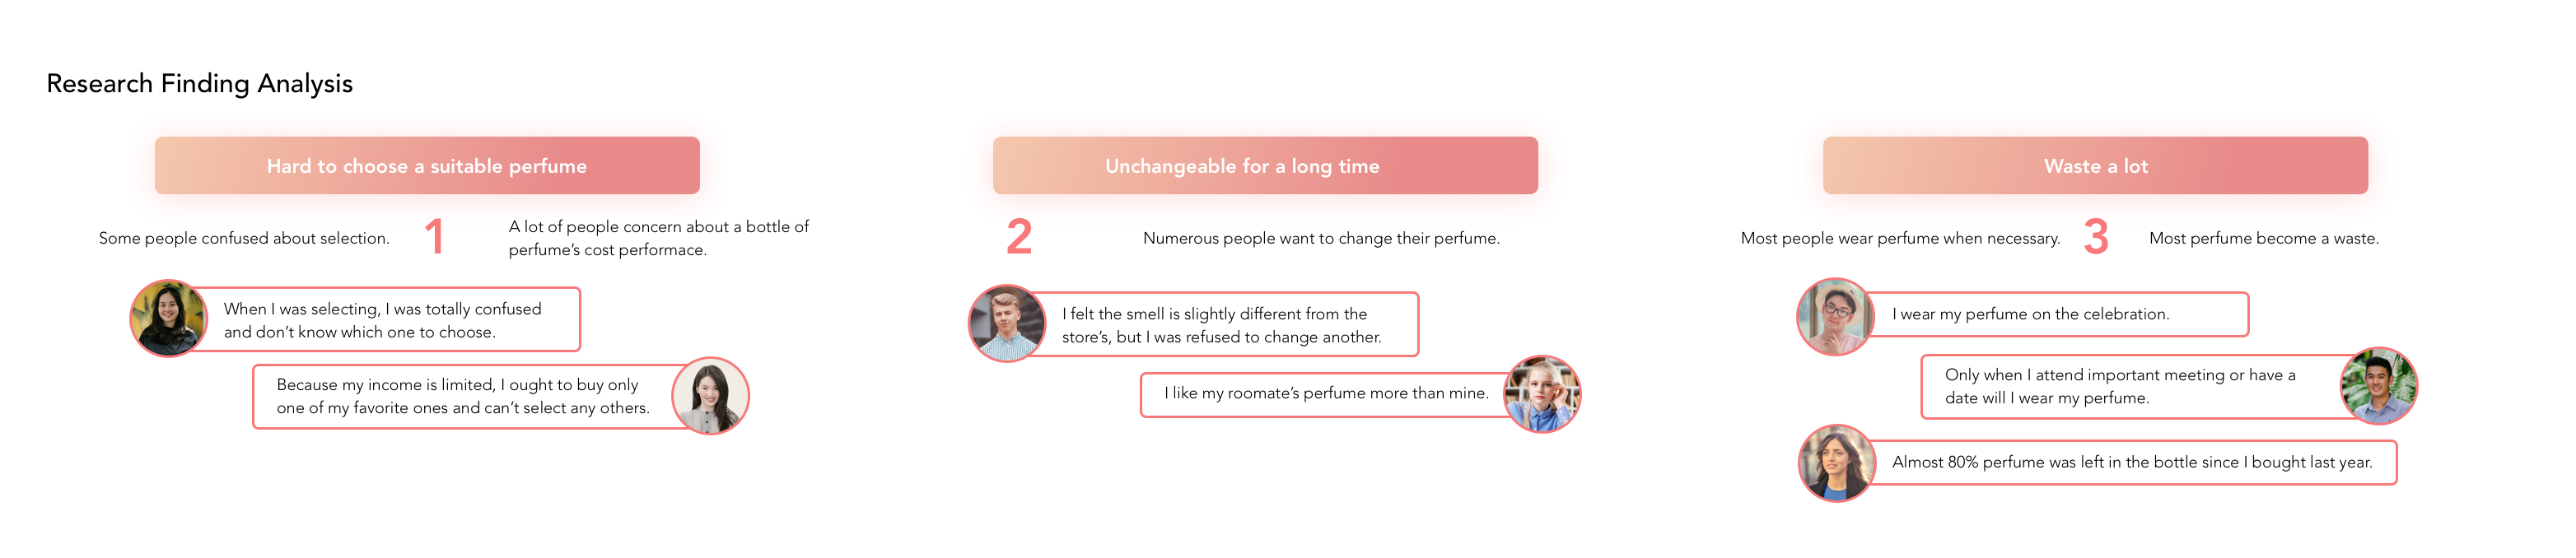 Research Finding Analysis
Hard to choose a suitable perfume
Some people confused about selection.
1
A lot of people concern about a bottle of
perfume's cost performace.
When I was selecting, I was totally confused
and don't know which one to choose.
Because my income is limited, I ought to buy only
one of my favorite ones and can't select any others.
Unchangeable for a long time
2
Numerous people want to change their perfume.
I felt the smell is slightly different from the
store's, but I was refused to change another.
I like my roomate's perfume more than mine.
Waste a lot
Most people wear perfume when necessary.
3
Most perfume become a waste.
I wear my perfume on the celebration.
Only when I attend important meeting or have a
date will I wear my perfume.
Almost 80% perfume was left in the bottle since I bought last year.